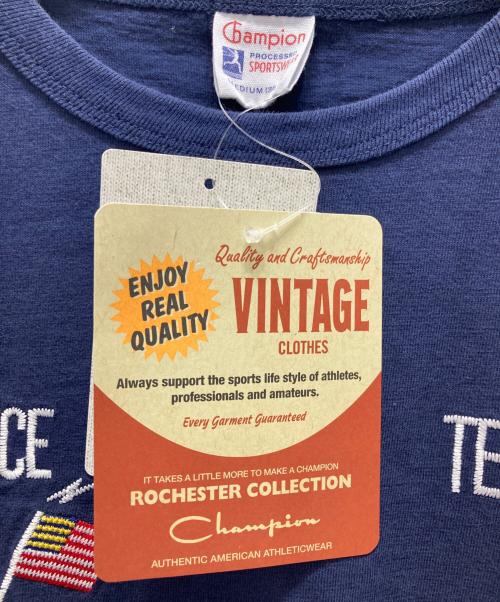 Champion
PROCESSED
SPORTSWEAR
MEDIUM
Quality and Craftsmanship
ENJOY
REAL
QUALITY
VINTAGE
CLOTHES
Always support the sports life style of athletes,
professionals and amateurs.
Every Garment Guaranteed
CE
TE
IT TAKES A LITTLE MORE TO MAKE A CHAMPION
ROCHESTER COLLECTION
Champion
AUTHENTIC AMERICAN ATHLETICWEAR